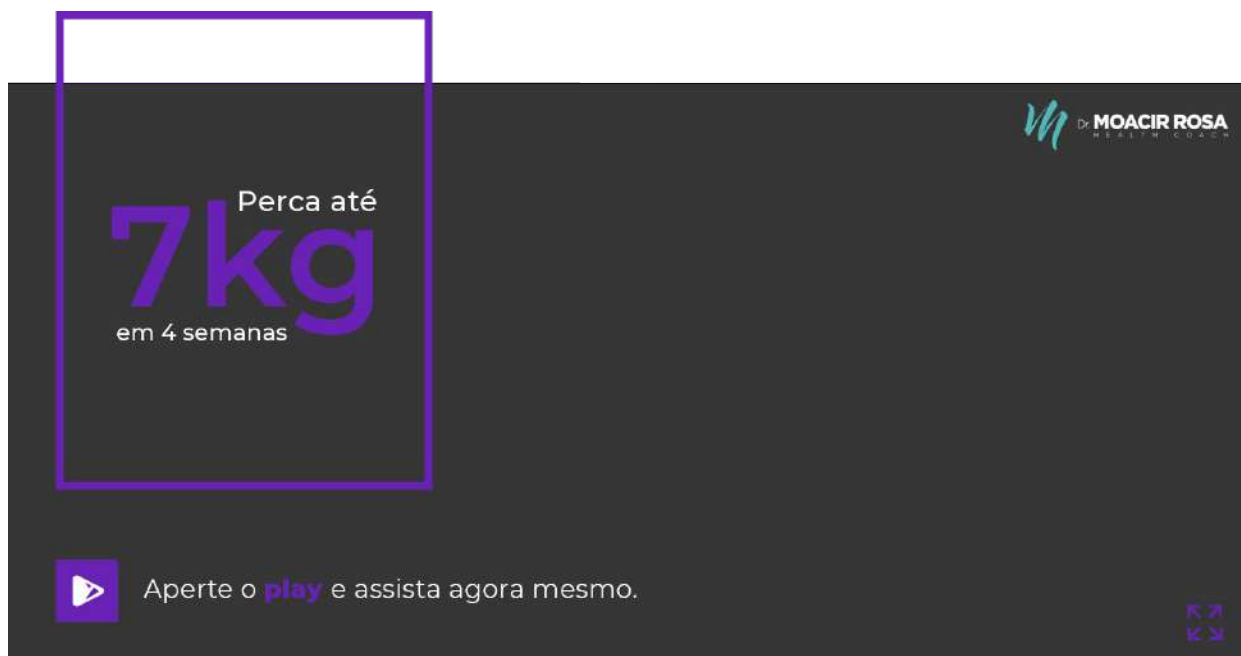 Dr. MOACIR ROSA
HEALTH COACH
Perca até
7kg
em 4 semanas
Aperte o play e assista agora mesmo.